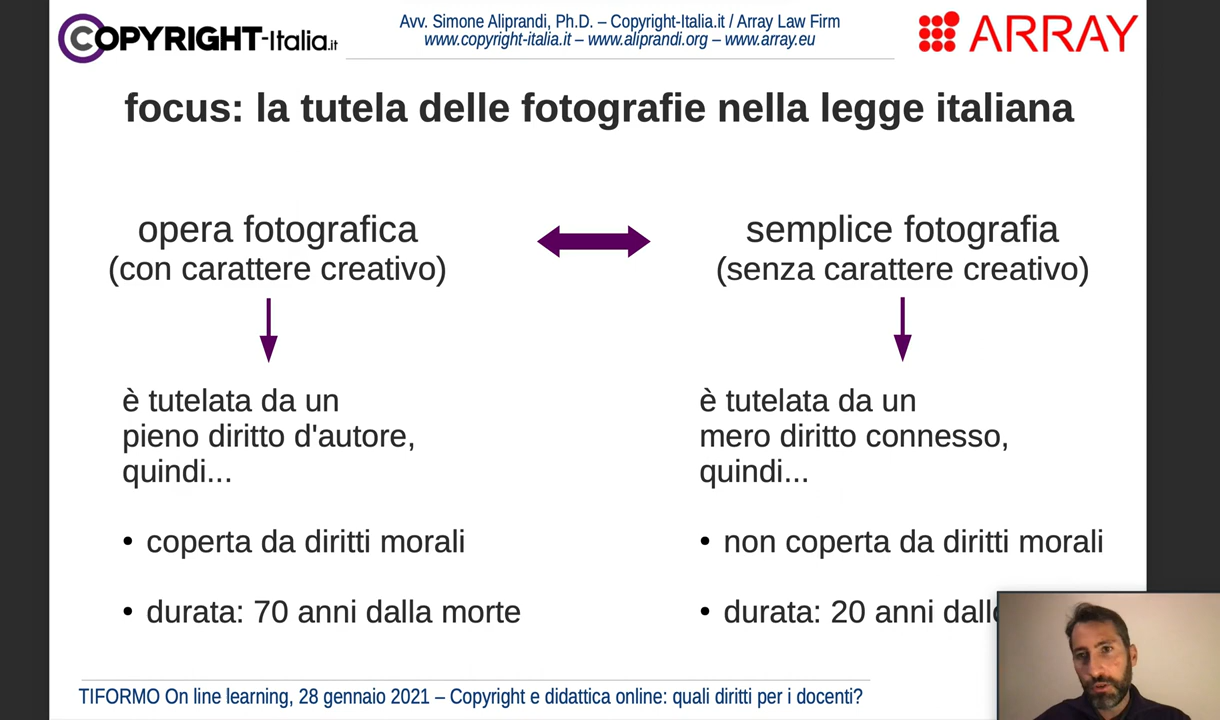 COPYRIGHT-Italia.it
Avv. Simone Aliprandi, Ph.D. – Copyright-Italia.it / Array Law Firm
www.copyright-italia.it – www.aliprandi.org – www.array.eu
ARRAY
focus: la tutela delle fotografie nella legge italiana
opera fotografica
(con carattere creativo)
è tutelata da un
pieno diritto d'autore,
quindi...
• coperta da diritti morali
• durata: 70 anni dalla morte
semplice fotografia
(senza carattere creativo)
è tutelata da un
mero diritto connesso,
quindi...
• non coperta da diritti morali
• durata: 20 anni
TIFORMO On line learning, 28 gennaio 2021 – Copyright e didattica online: quali diritti per i docenti?